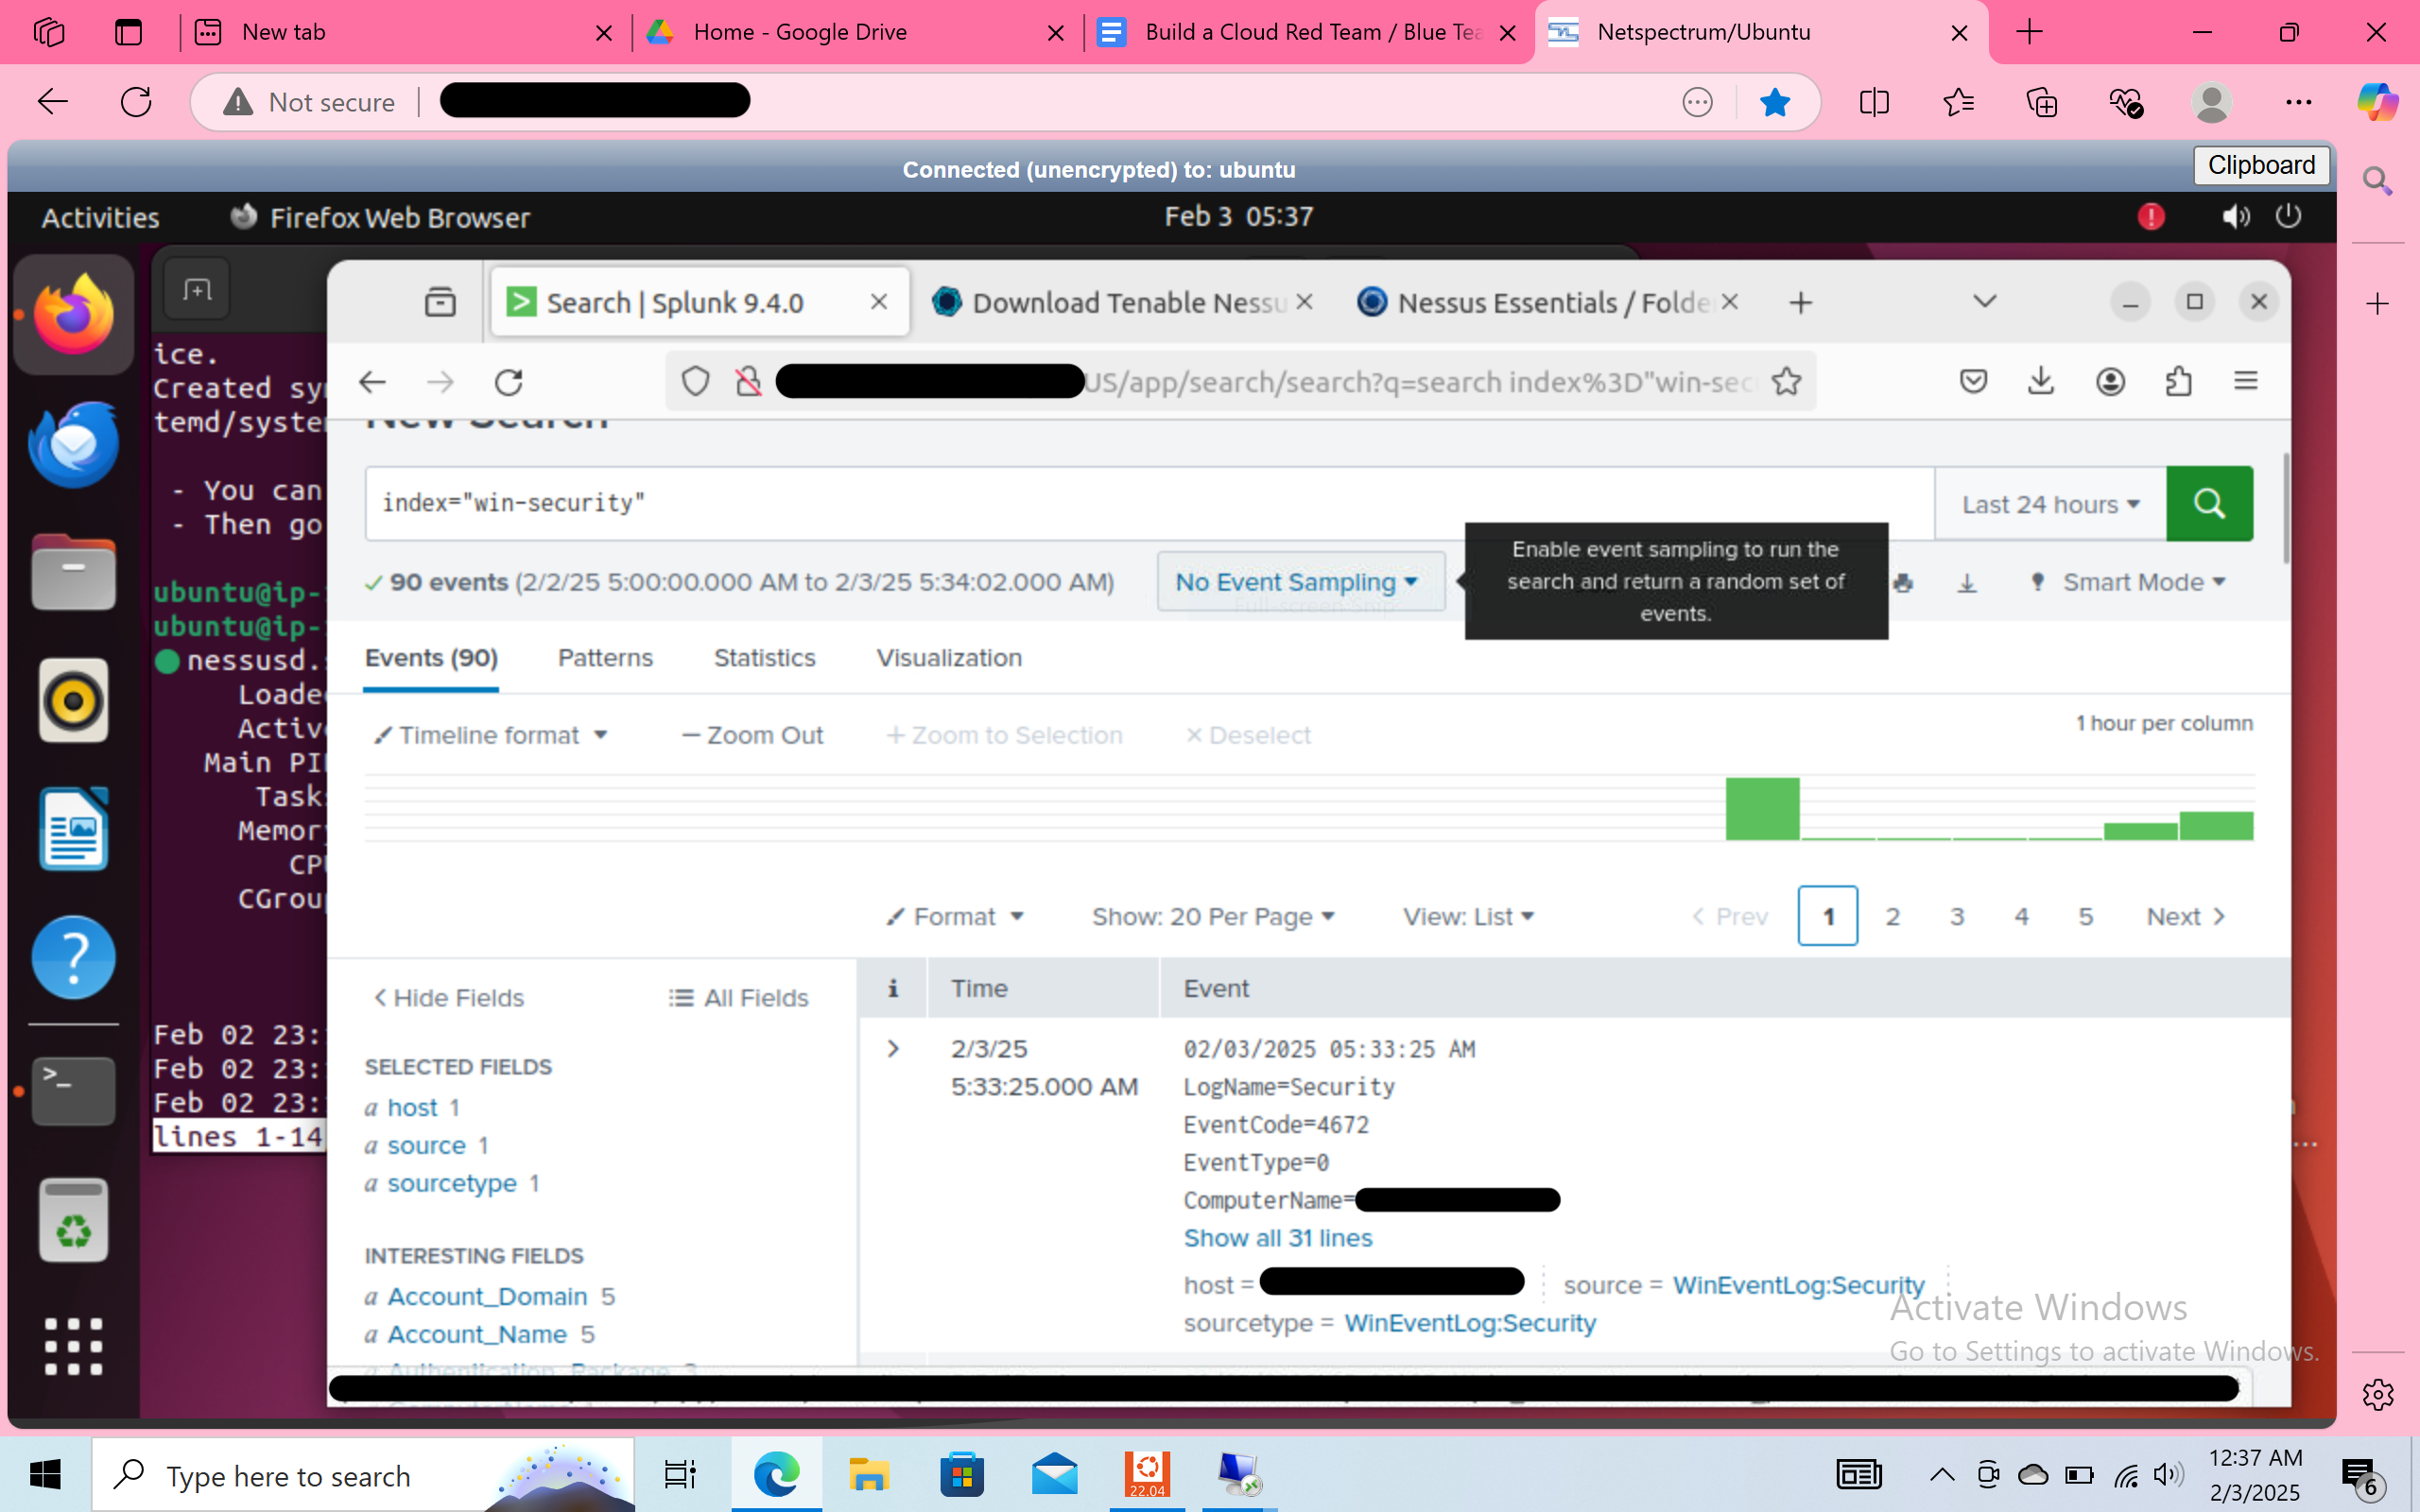 New tab
Home - Google Drive
Build a Cloud Red Team / Blue Tea
Netspectrum/Ubuntu
Not secure
Connected (unencrypted) to: ubuntu
Clipboard
Activities
Firefox Web Browser
Feb 3 05:37
Search | Splunk 9.4.0
Download Tenable Nessu
Nessus Essentials / Folde
US/app/search/search?q=search index%3D"win-sec
ice.
Created sy
temd/syste
- You can
- Then go
ubuntu@ip-
ubuntu@ip-
nessusd.
Loade
Activ
Main PI
Task
Memor
CP
CGrou
Feb 02 23:
Feb 02 23:
Feb 02 23:
lines 1-14
New Search
index="win-security"
Last 24 hours
90 events (2/2/25 5:00:00.000 AM to 2/3/25 5:34:02.000 AM)
No Event Sampling
Full-screen Snip
Enable event sampling to run the
search and return a random set of
events.
Smart Mode
Events (90)
Patterns
Statistics
Visualization
Timeline format
— Zoom Out
+ Zoom to Selection
× Deselect
1 hour per column
Format
Show: 20 Per Page
View: List
< Prev
1
2
3
4
5
Next >
< Hide Fields
All Fields
SELECTED FIELDS
a host 1
a source 1
a sourcetype 1
INTERESTING FIELDS
a Account_Domain 5
a Account_Name 5
a Authentication_Package 3
i
Time
Event
2/3/25
5:33:25.000 AM
02/03/2025 05:33:25 AM
LogName=Security
EventCode=4672
EventType=0
ComputerName=
Show all 31 lines
host =
source = WinEventLog:Security
sourcetype = WinEventLog:Security
Activate Windows
Go to Settings to activate Windows.
Type here to search
22.04
12:37 AM
2/3/2025
6